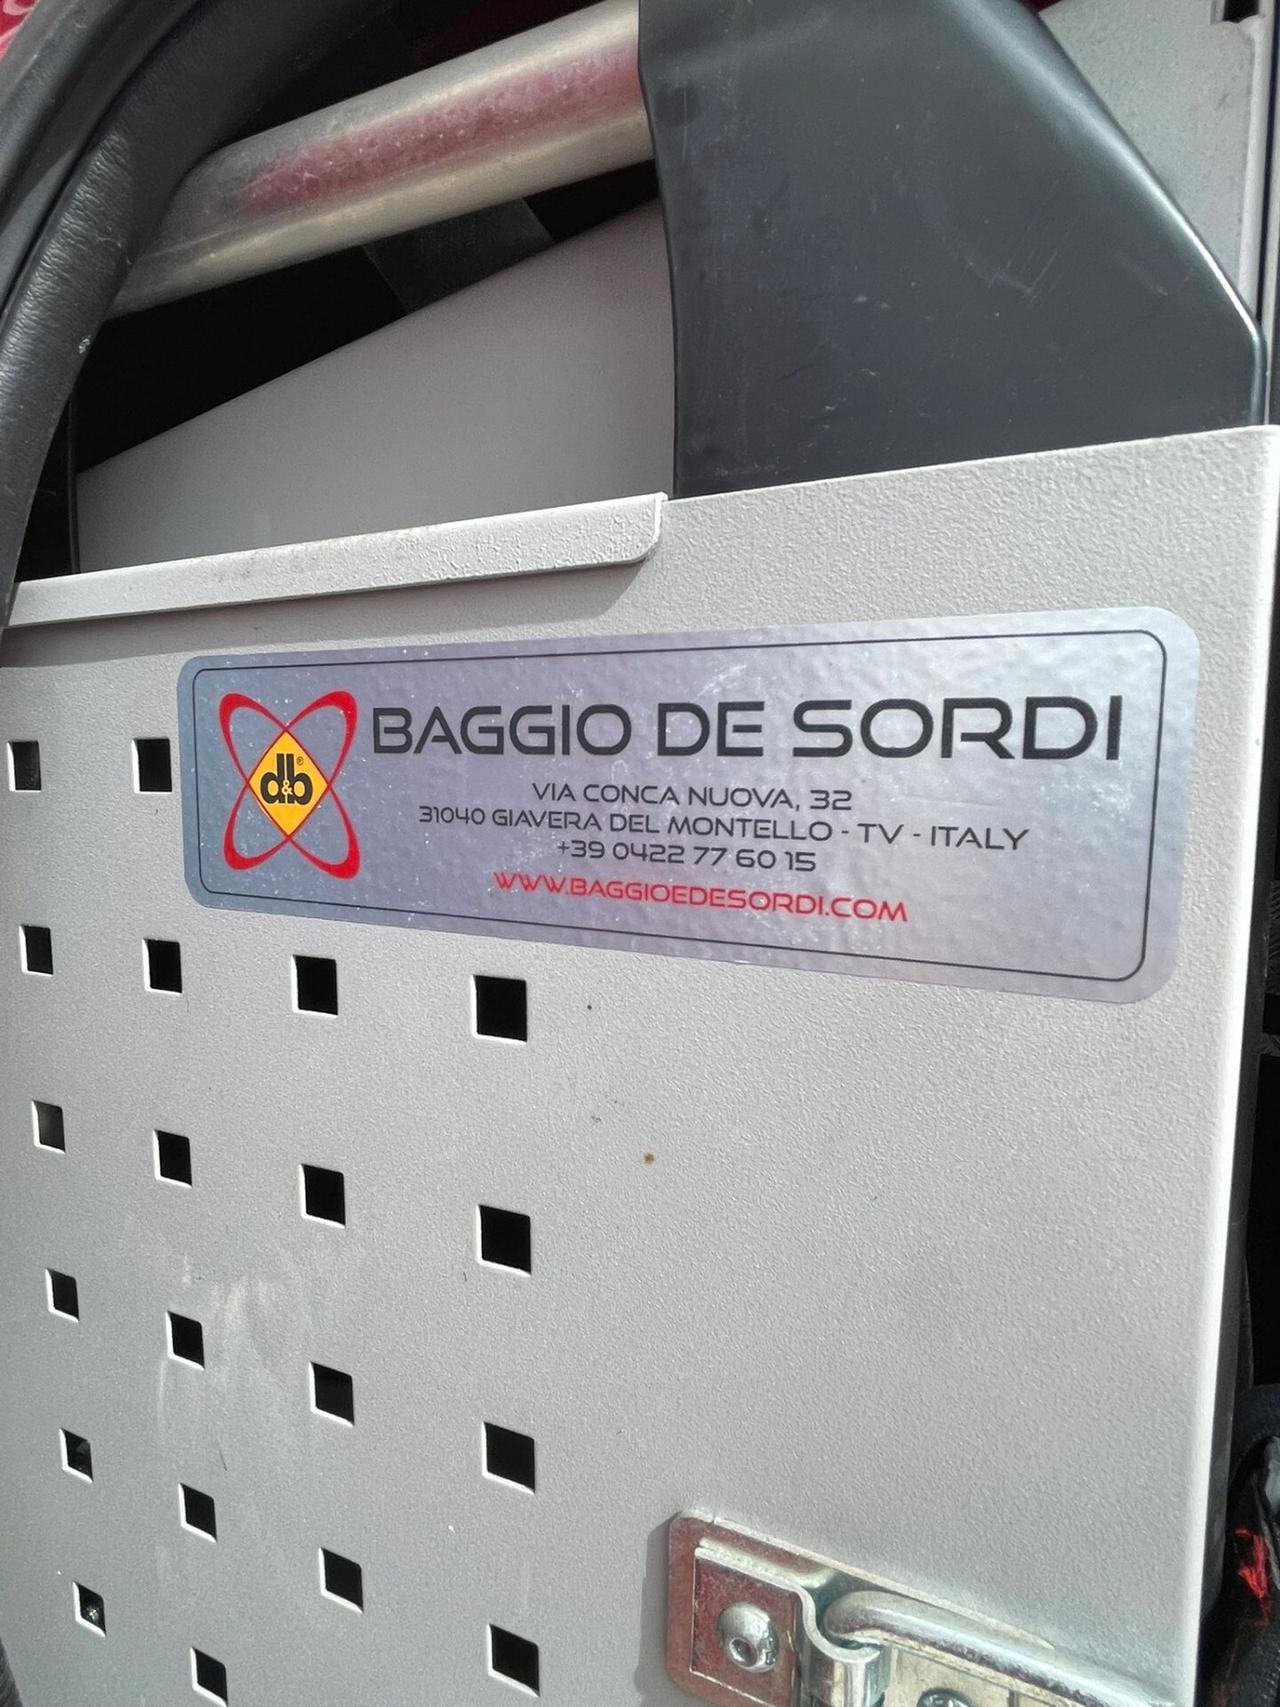 d&b®
BAGGIO DE SORDI
VIA CONCA NUOVA, 32
31040 GIAVERA DEL MONTELLO - TV - ITALY
+39 0422 77 60 15
WWW.BAGGIOEDESORDI.COM